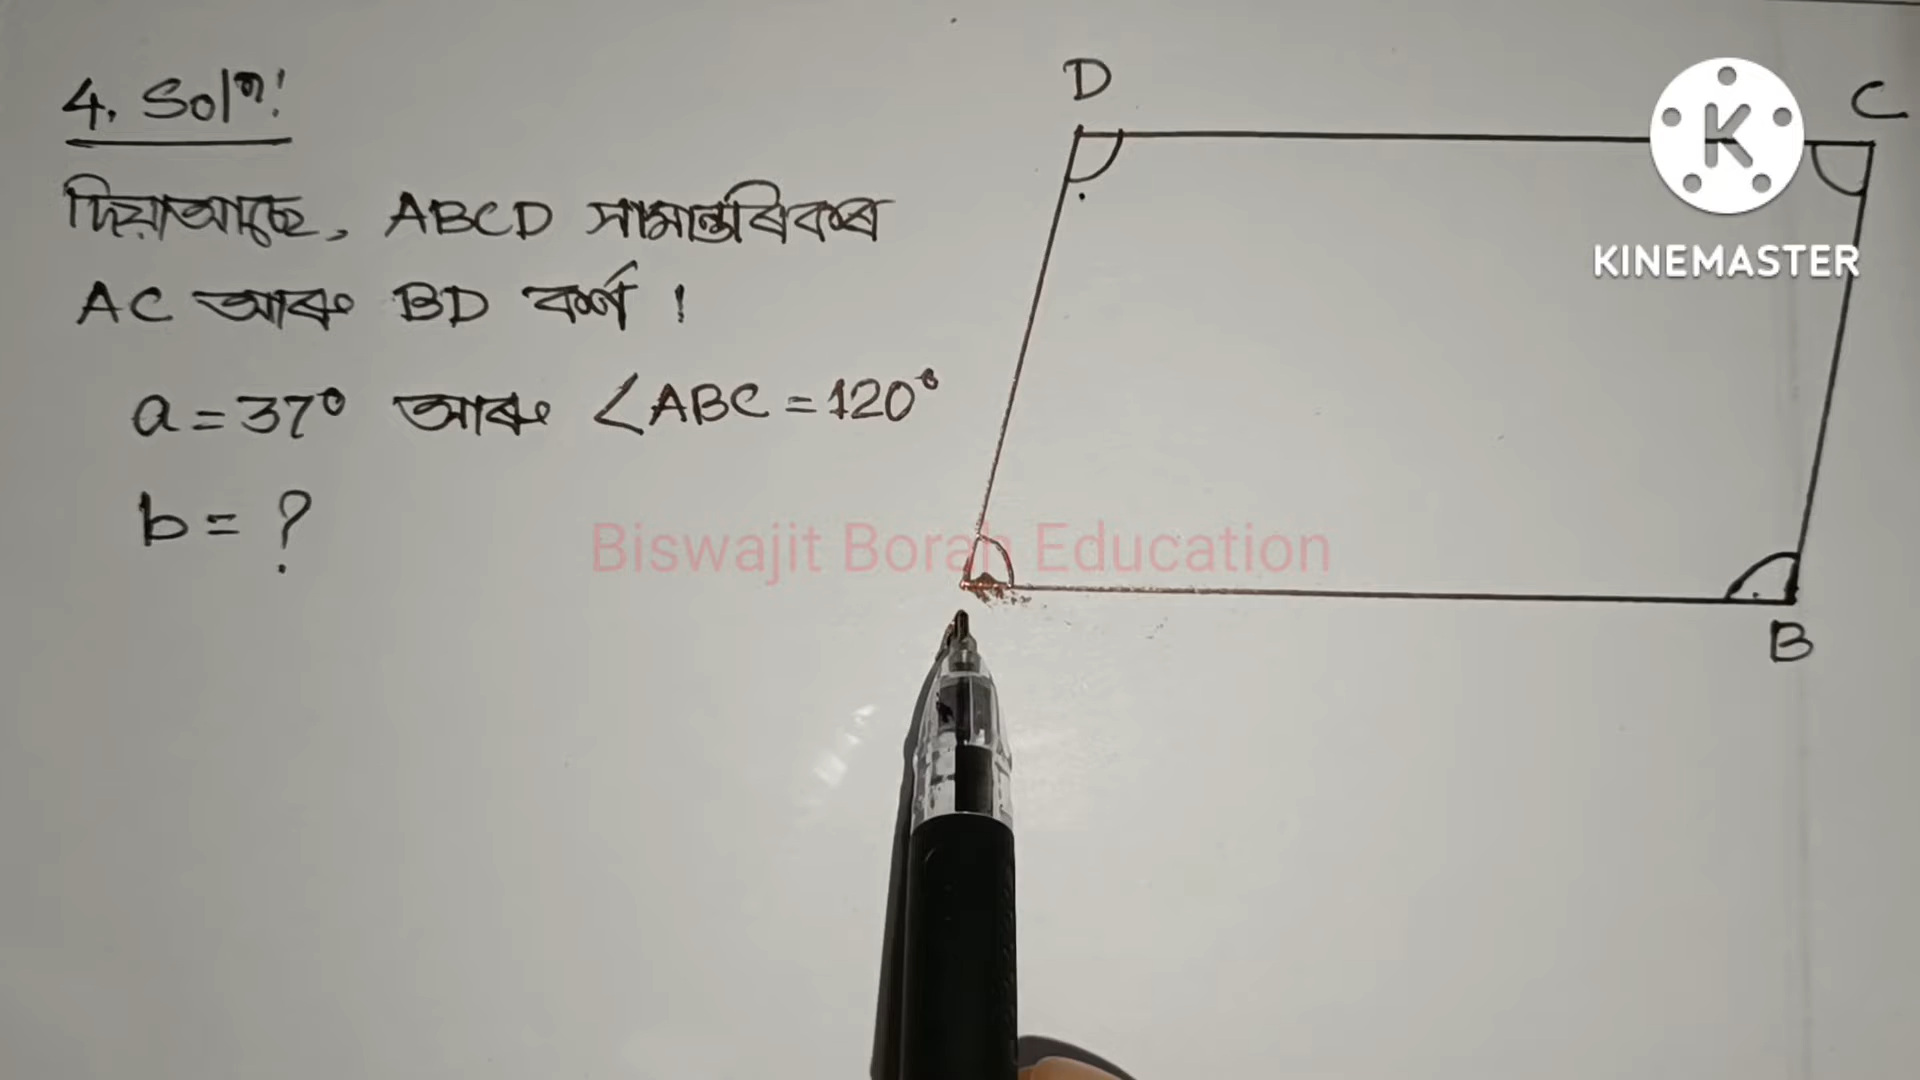 4. Solⁿ!
দিয়াআছে, ABCD সামান্তৰিকৰ
AC আৰু BD কৰ্ণ ।
a = 37° আৰু ∠ABC = 120°
b = ?
D
C
B
K
KINEMASTER
Biswajit Borah Education